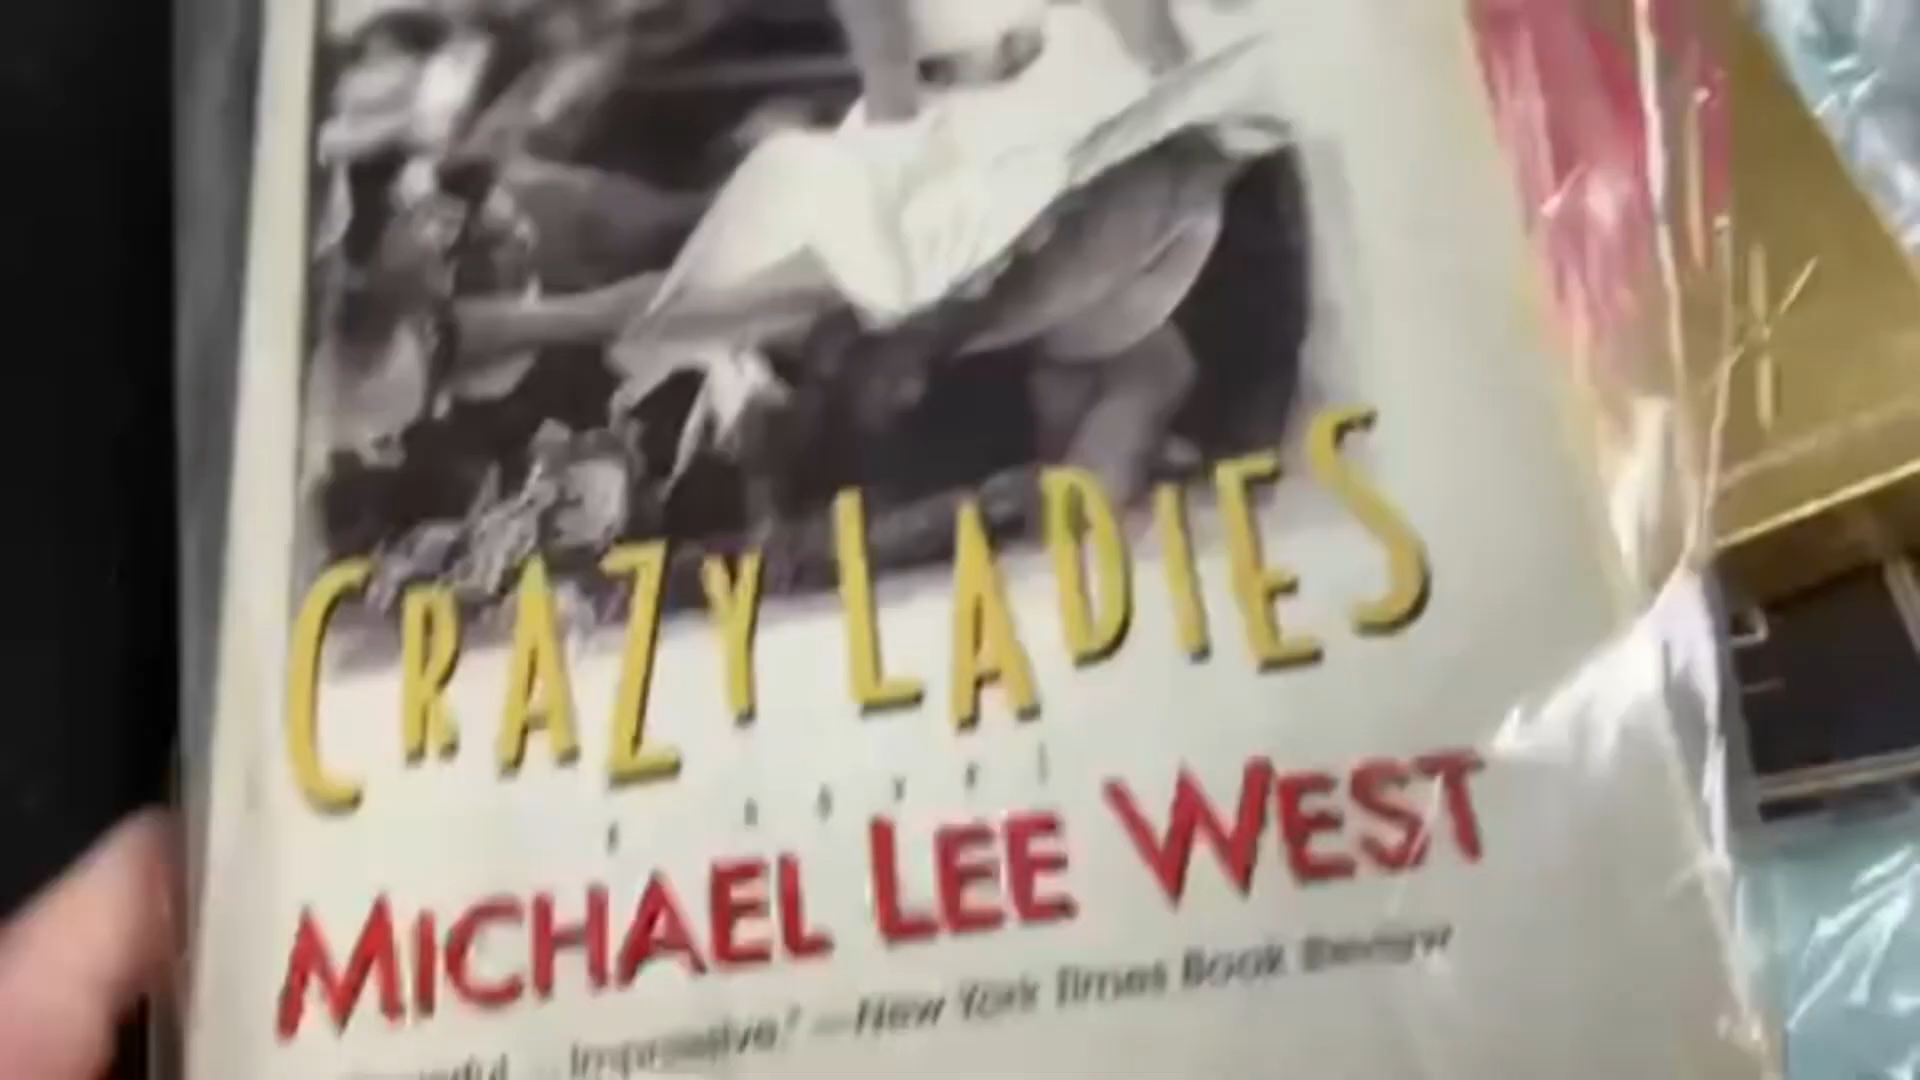 CRAZY LADIES
MICHAEL LEE WEST
Impressive." —New York Times Book Review